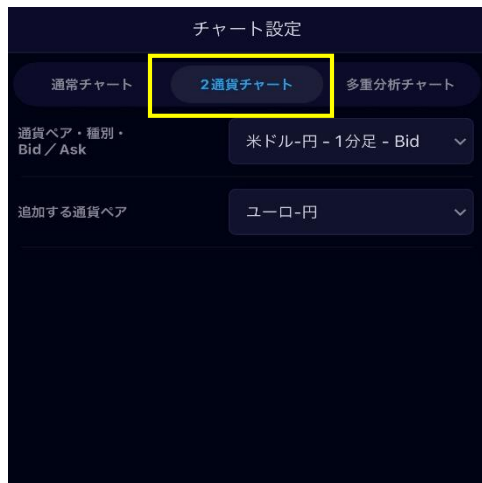 チャート設定
通常チャート 2通貨チャート 多重分析チャート
通貨ペア・種別・
Bid／Ask
米ドル-円 - 1分足 - Bid
追加する通貨ペア
ユーロ-円